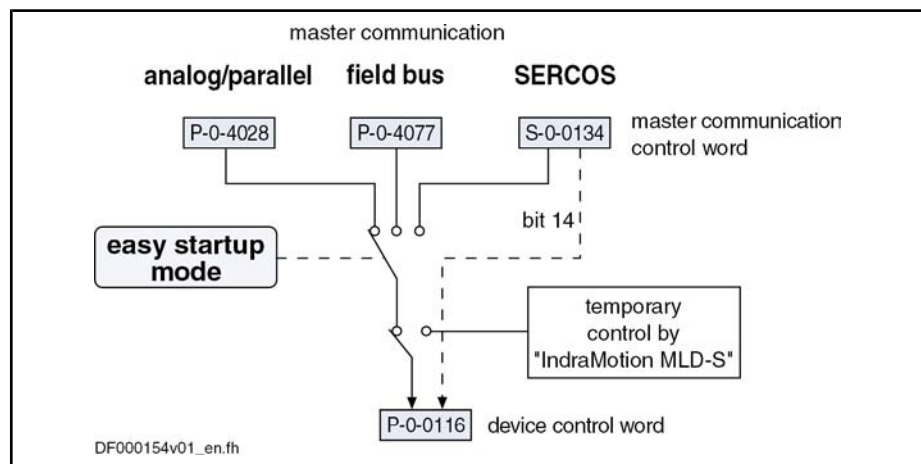 master communication
analog/parallel field bus SERCOS
P-0-4028 P-0-4077 S-0-0134
master communication
control word
bit 14
easy startup
mode
temporary
control by
"IndraMotion MLD-S"
P-0-0116 device control word
DF000154v01_en.fh